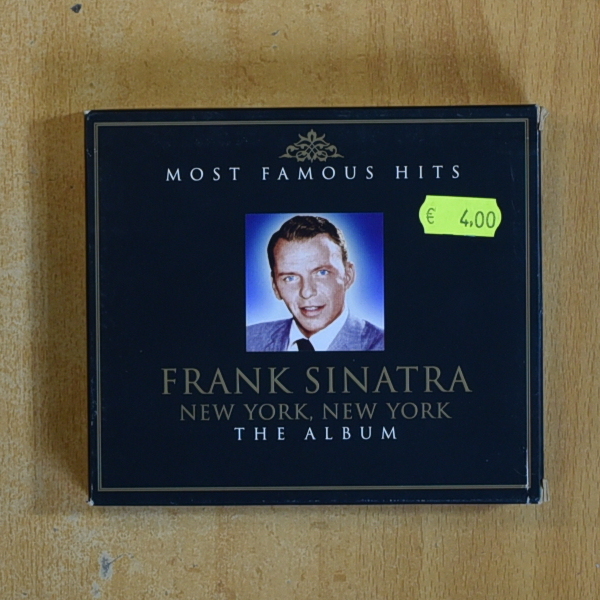 MOST FAMOUS HITS
€ 4,00
FRANK SINATRA
NEW YORK, NEW YORK
THE ALBUM